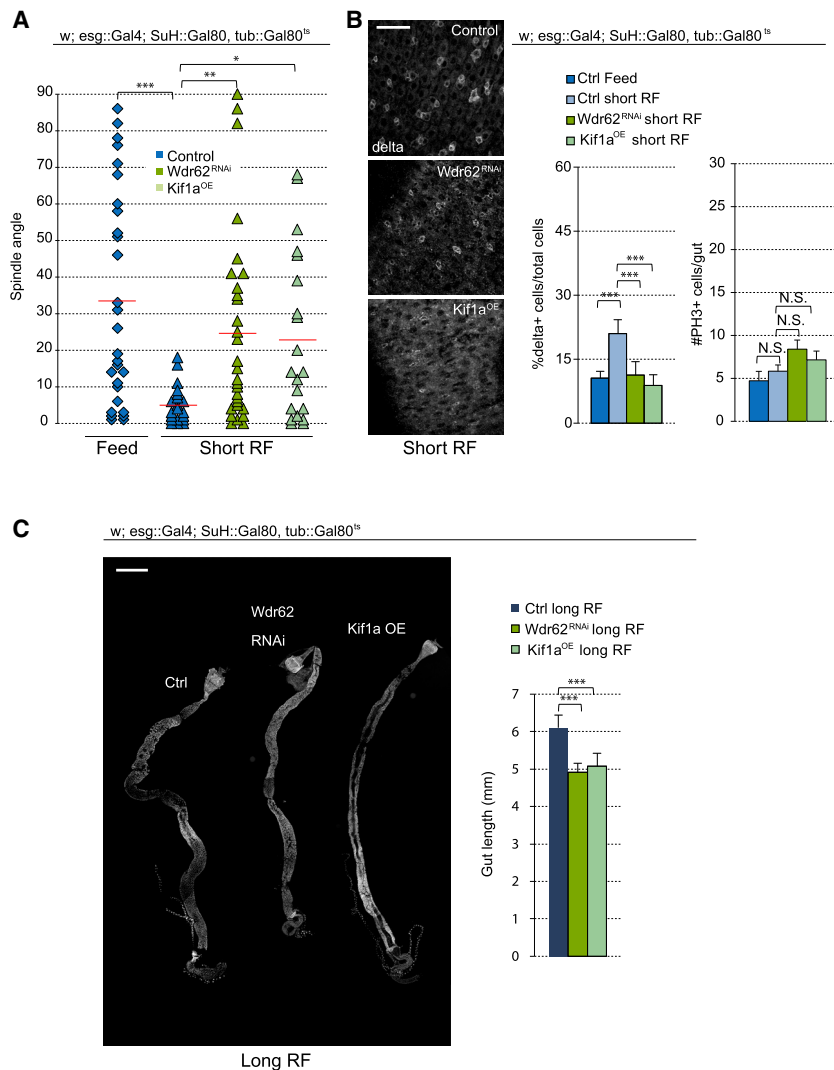 A
w; esg::Gal4; SuH::Gal80, tub::Gal80ts
*
**
***
90
80
70
60
50
40
30
20
10
0
Spindle angle
Control
Wdr62RNAi
Kif1aOE
Feed
Short RF
B
w; esg::Gal4; SuH::Gal80, tub::Gal80ts
Control
delta
Wdr62RNAi
Kif1aOE
Short RF
Ctrl Feed
Ctrl short RF
Wdr62RNAi short RF
Kif1aOE short RF
60
45
30
15
0
%delta+ cells/total cells
***
***
***
30
25
20
15
10
5
0
#PH3+ cells/gut
N.S.
N.S.
N.S.
C
w; esg::Gal4; SuH::Gal80, tub::Gal80ts
Wdr62
RNAi
Kif1a OE
Ctrl
Long RF
Ctrl long RF
Wdr62RNAi long RF
Kif1aOE long RF
7
6
5
4
3
2
1
0
Gut length (mm)
***
***